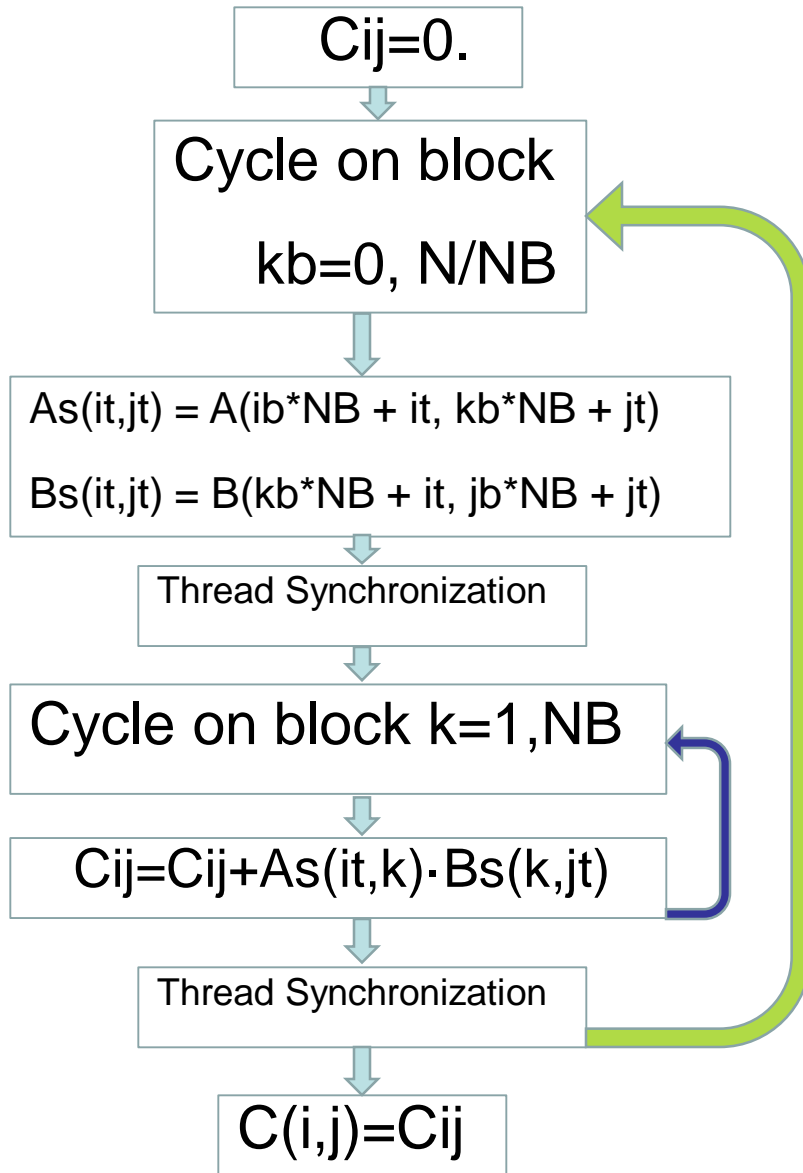 Cij=0.
Cycle on block
kb=0, N/NB
As(it,jt) = A(ib*NB + it, kb*NB + jt)
Bs(it,jt) = B(kb*NB + it, jb*NB + jt)
Thread Synchronization
Cycle on block k=1,NB
Cij=Cij+As(it,k)·Bs(k,jt)
Thread Synchronization
C(i,j)=Cij